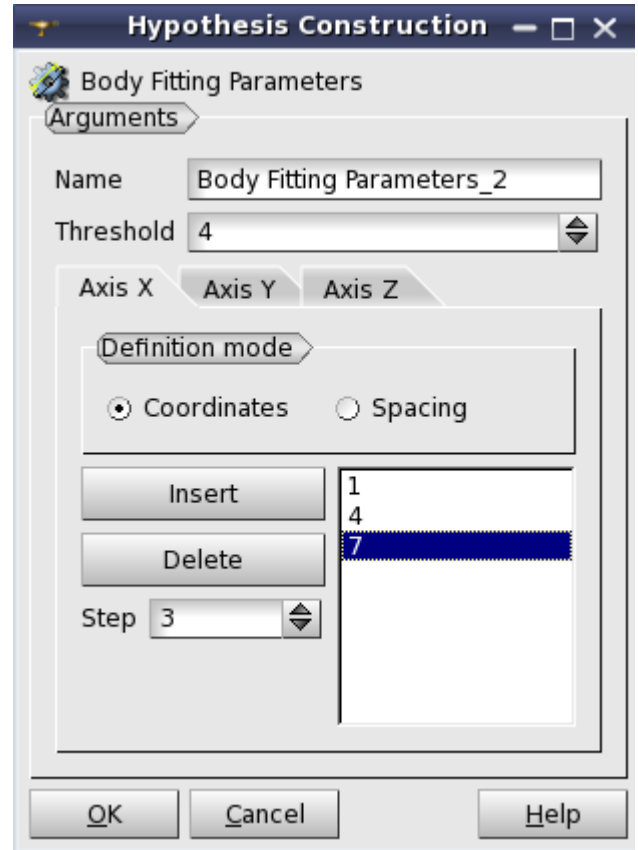 Hypothesis Construction
Body Fitting Parameters
Arguments
Name Body Fitting Parameters_2
Threshold 4
Axis X Axis Y Axis Z
Definition mode
Coordinates Spacing
Insert
1
4
7
Delete
Step 3
OK Cancel Help